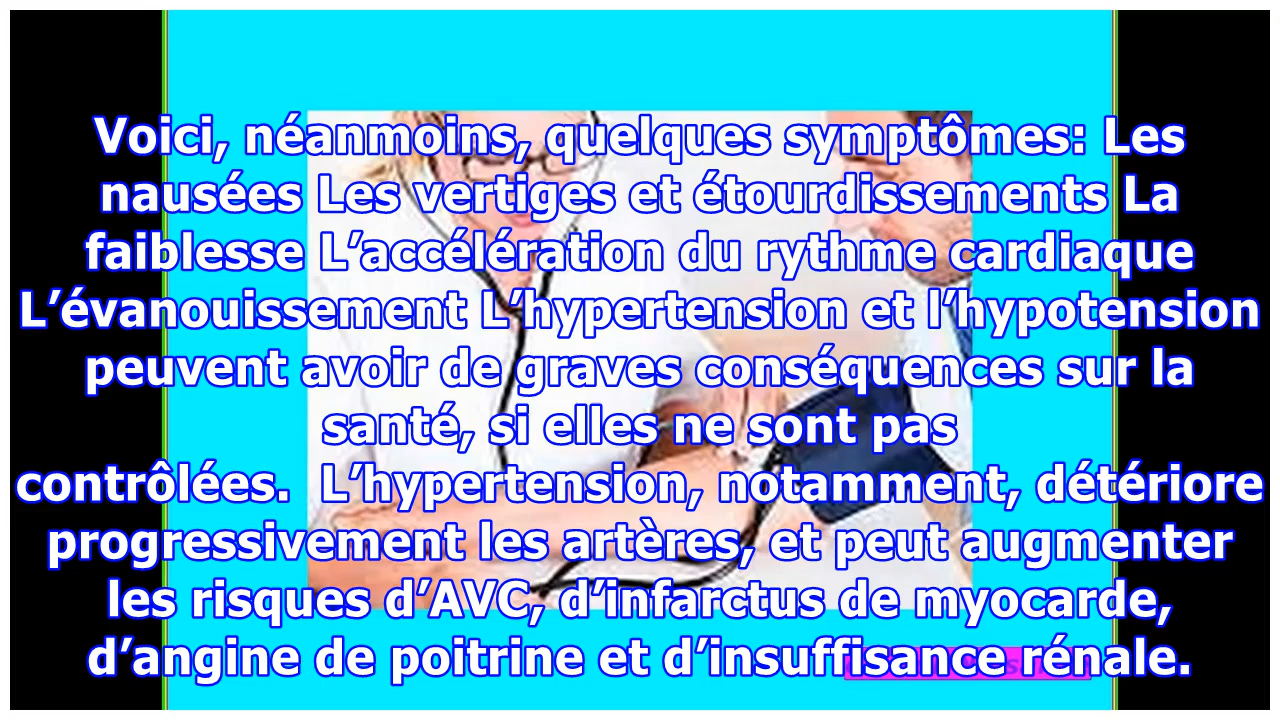 Voici, néanmoins, quelques symptômes: Les
nausées Les vertiges et étourdissements La
faiblesse L’accélération du rythme cardiaque
L’évanouissement L’hypertension et l’hypotension
peuvent avoir de graves conséquences sur la
santé, si elles ne sont pas
contrôlées.  L’hypertension, notamment, détériore
progressivement les artères, et peut augmenter
les risques d’AVC, d’infarctus de myocarde,
d’angine de poitrine et d’insuffisance rénale.